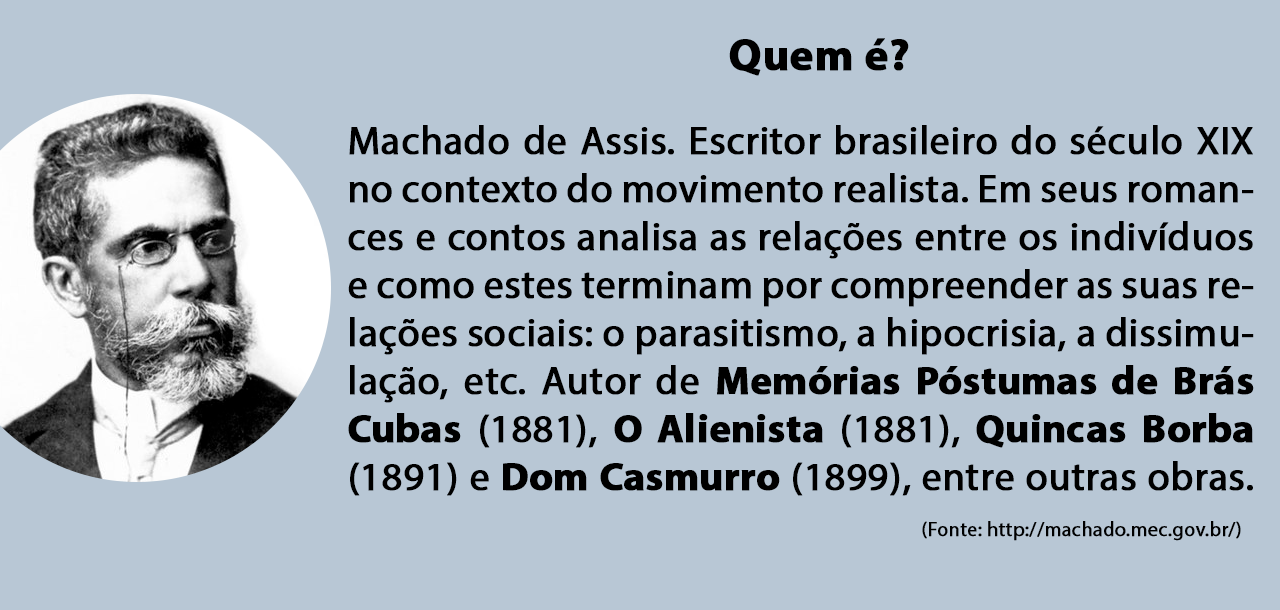 Quem é?
Machado de Assis. Escritor brasileiro do século XIX
no contexto do movimento realista. Em seus roman-
ces e contos analisa as relações entre os indivíduos
e como estes terminam por compreender as suas re-
lações sociais: o parasitismo, a hipocrisia, a dissimu-
lação, etc. Autor de Memórias Póstumas de Brás
Cubas (1881), O Alienista (1881), Quincas Borba
(1891) e Dom Casmurro (1899), entre outras obras.
(Fonte: http://machado.mec.gov.br/)